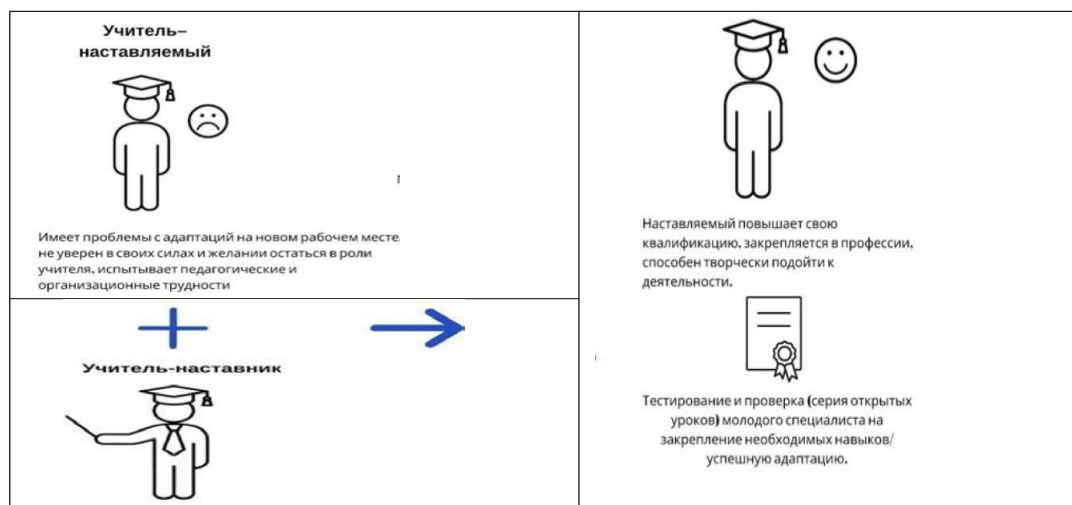 Учитель–
наставляемый
Имеет проблемы с адаптаций на новом рабочем месте
не уверен в своих силах и желании остаться в роли
учителя, испытывает педагогические и
организационные трудности
Учитель-наставник
Наставляемый повышает свою
квалификацию, закрепляется в профессии,
способен творчески подойти к
деятельности.
Тестирование и проверка (серия открытых
уроков) молодого специалиста на
закрепление необходимых навыков/
успешную адаптацию.